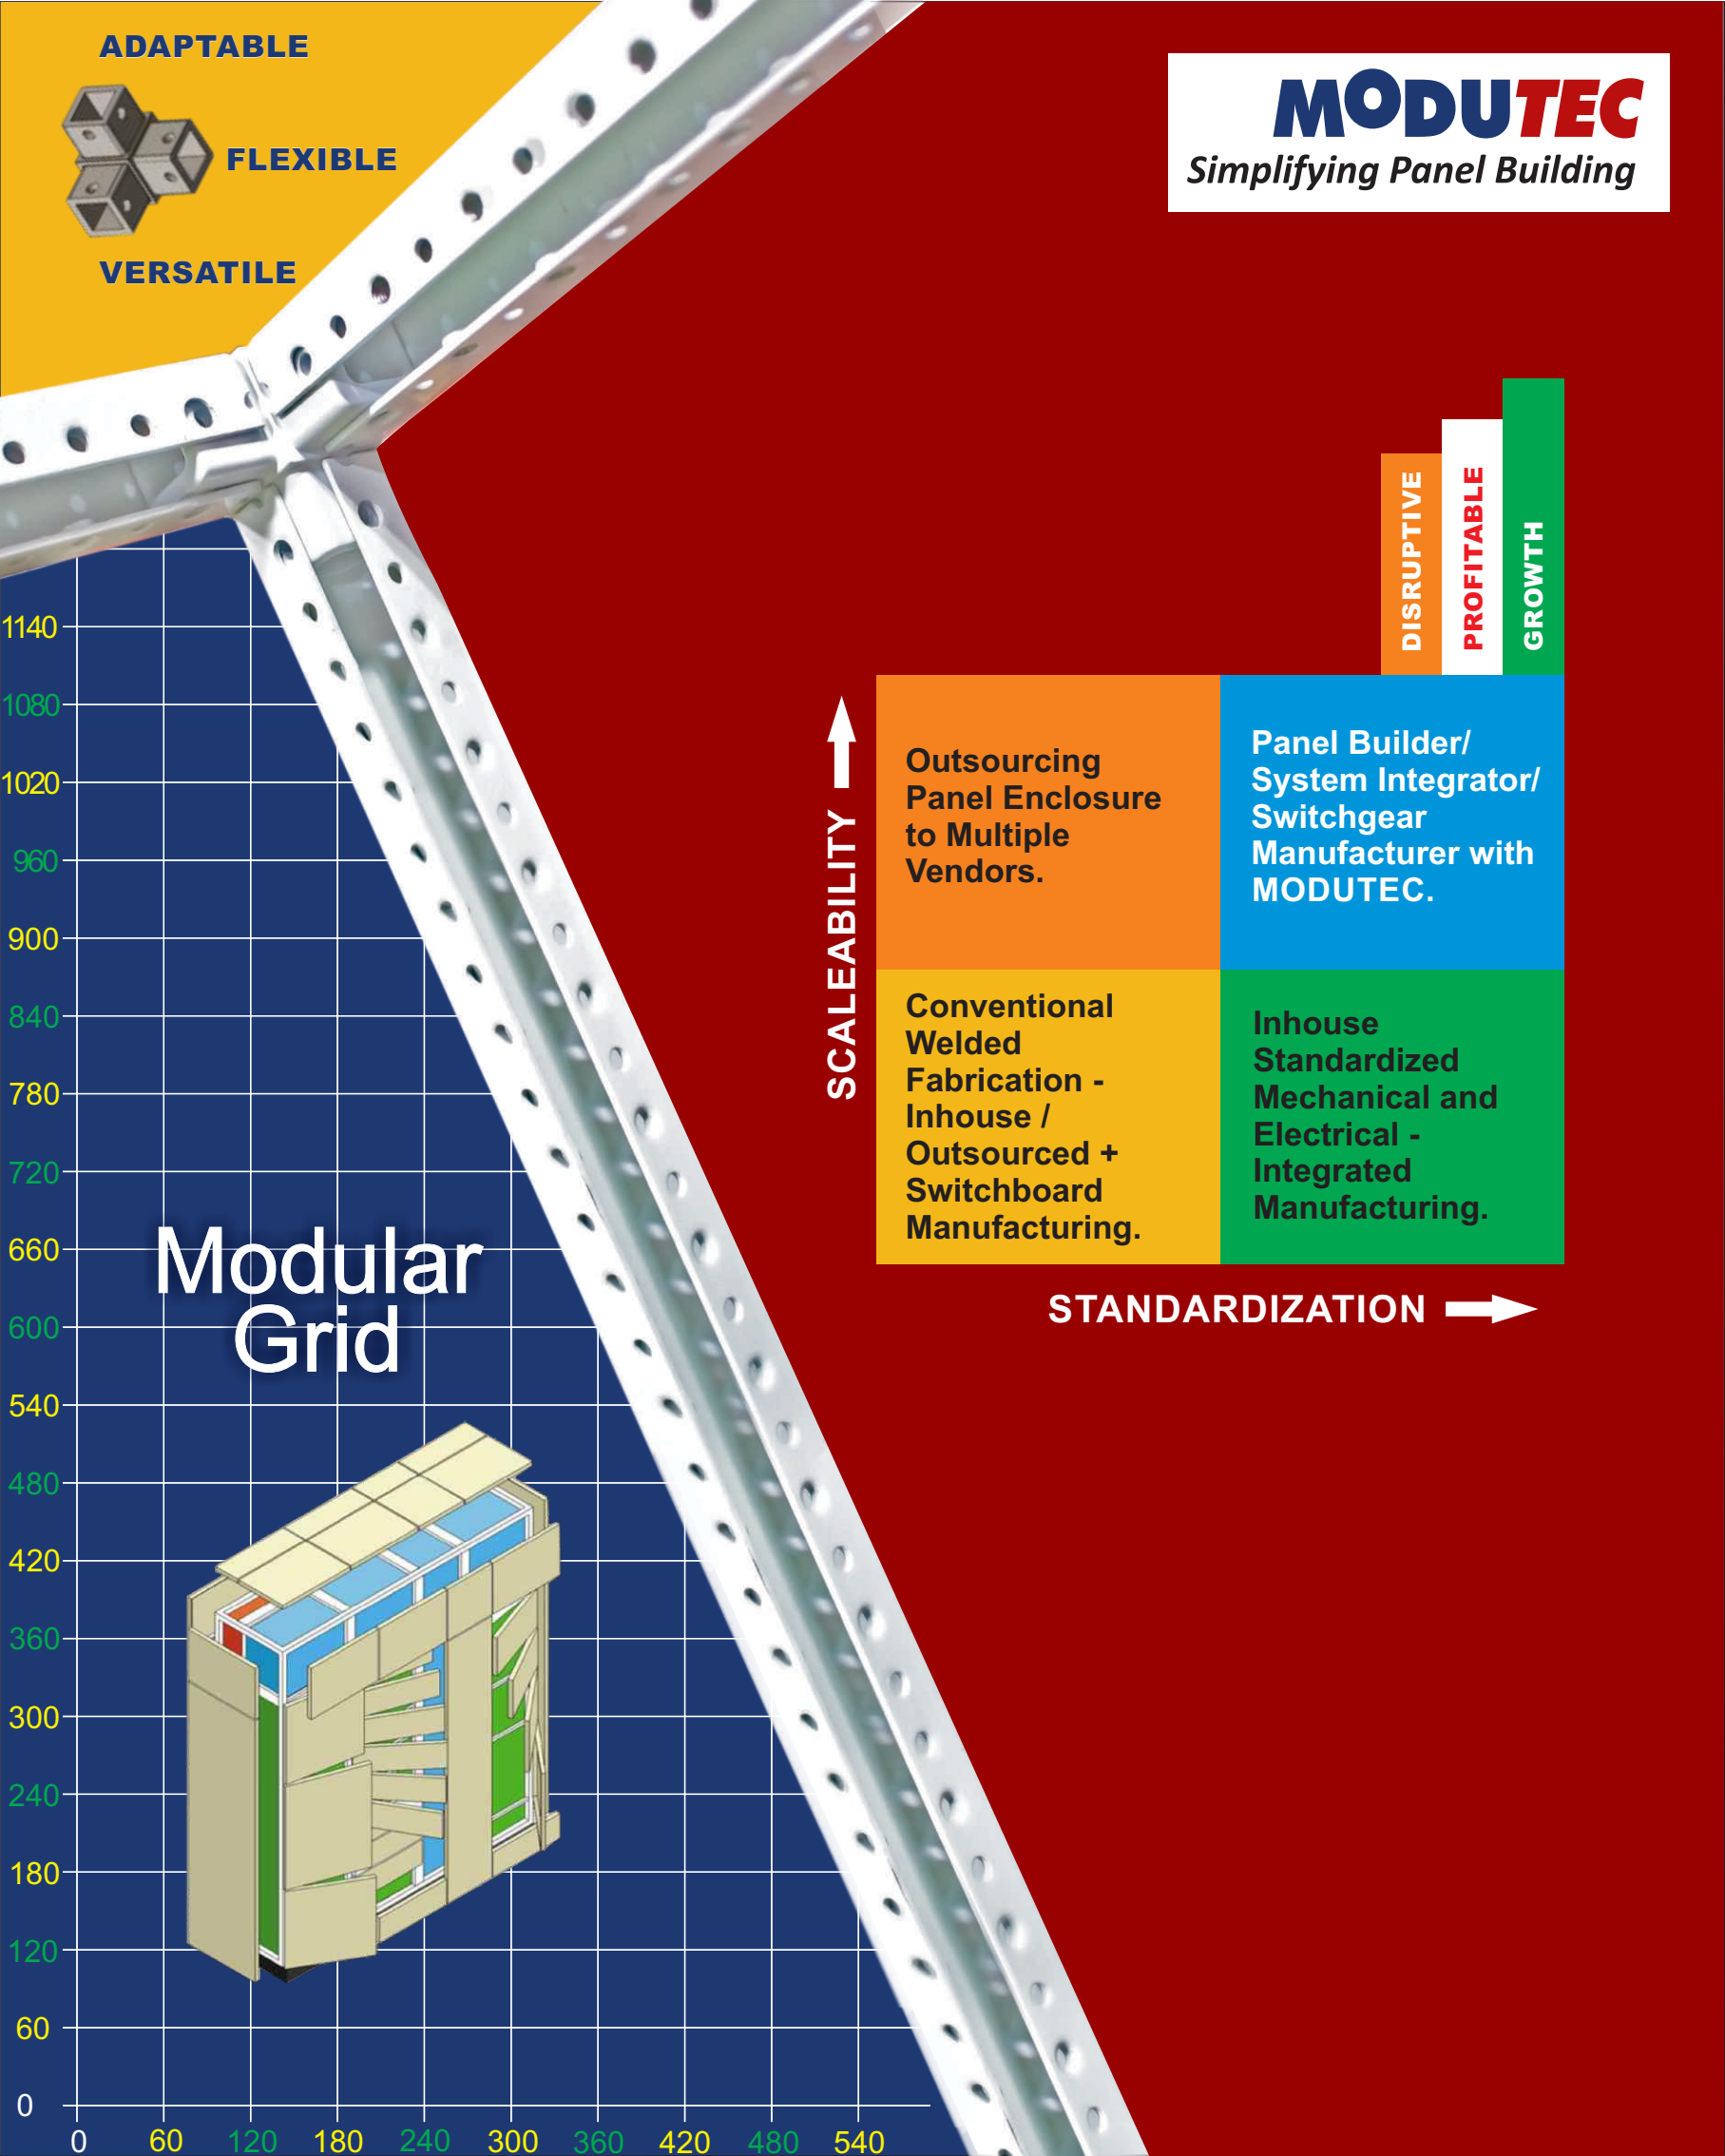 ADAPTABLE
FLEXIBLE
VERSATILE
MODUTEC
Simplifying Panel Building
DISRUPTIVE
PROFITABLE
GROWTH
SCALEABILITY
Outsourcing
Panel Enclosure
to Multiple
Vendors.
Panel Builder/
System Integrator/
Switchgear
Manufacturer with
MODUTEC.
Conventional
Welded
Fabrication -
Inhouse /
Outsourced +
Switchboard
Manufacturing.
Inhouse
Standardized
Mechanical and
Electrical -
Integrated
Manufacturing.
STANDARDIZATION
Modular
Grid
1140
1080
1020
960
900
840
780
720
660
600
540
480
420
360
300
240
180
120
60
0
0 60 120 180 240 300 360 420 480 540